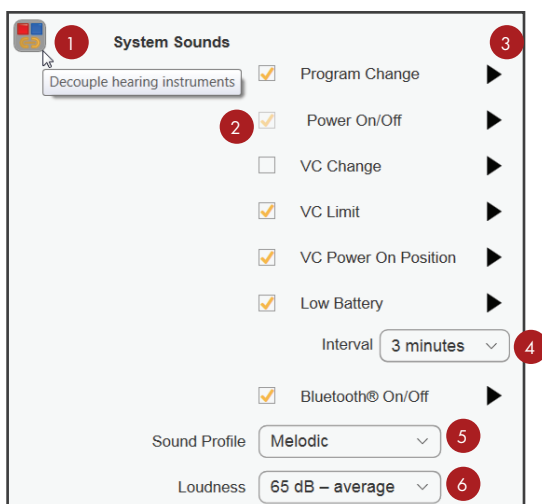 1 System Sounds 3
Decouple hearing instruments
Program Change
2 Power On/Off
VC Change
VC Limit
VC Power On Position
Low Battery
Interval 3 minutes 4
Bluetooth® On/Off
Sound Profile Melodic 5
Loudness 65 dB – average 6